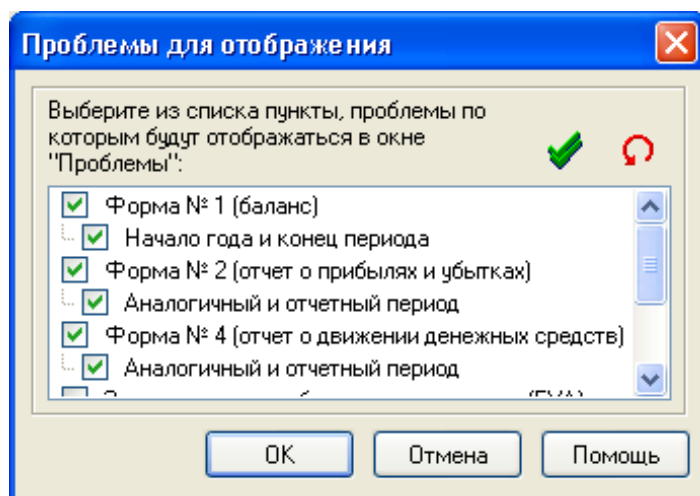 Проблемы для отображения
Выберите из списка пункты, проблемы по
которым будут отображаться в окне
"Проблемы":
Форма № 1 (баланс)
Начало года и конец периода
Форма № 2 (отчет о прибылях и убытках)
Аналогичный и отчетный период
Форма № 4 (отчет о движении денежных средств)
Аналогичный и отчетный период
(EVA)
OK
Отмена
Помощь